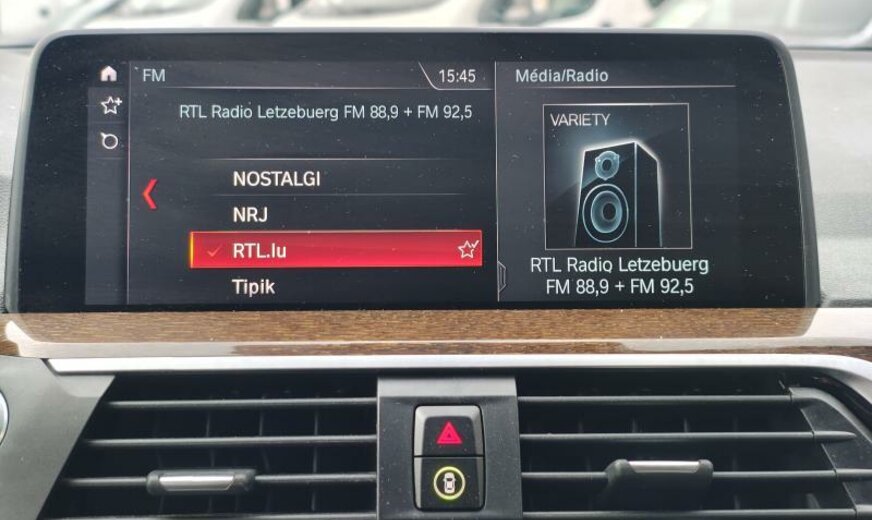 FM
15:45
RTL Radio Letzebuerg FM 88,9 + FM 92,5
NOSTALGI
NRJ
RTL.lu
Tipik
Média/Radio
VARIETY
RTL Radio Letzebuerg
FM 88,9 + FM 92,5